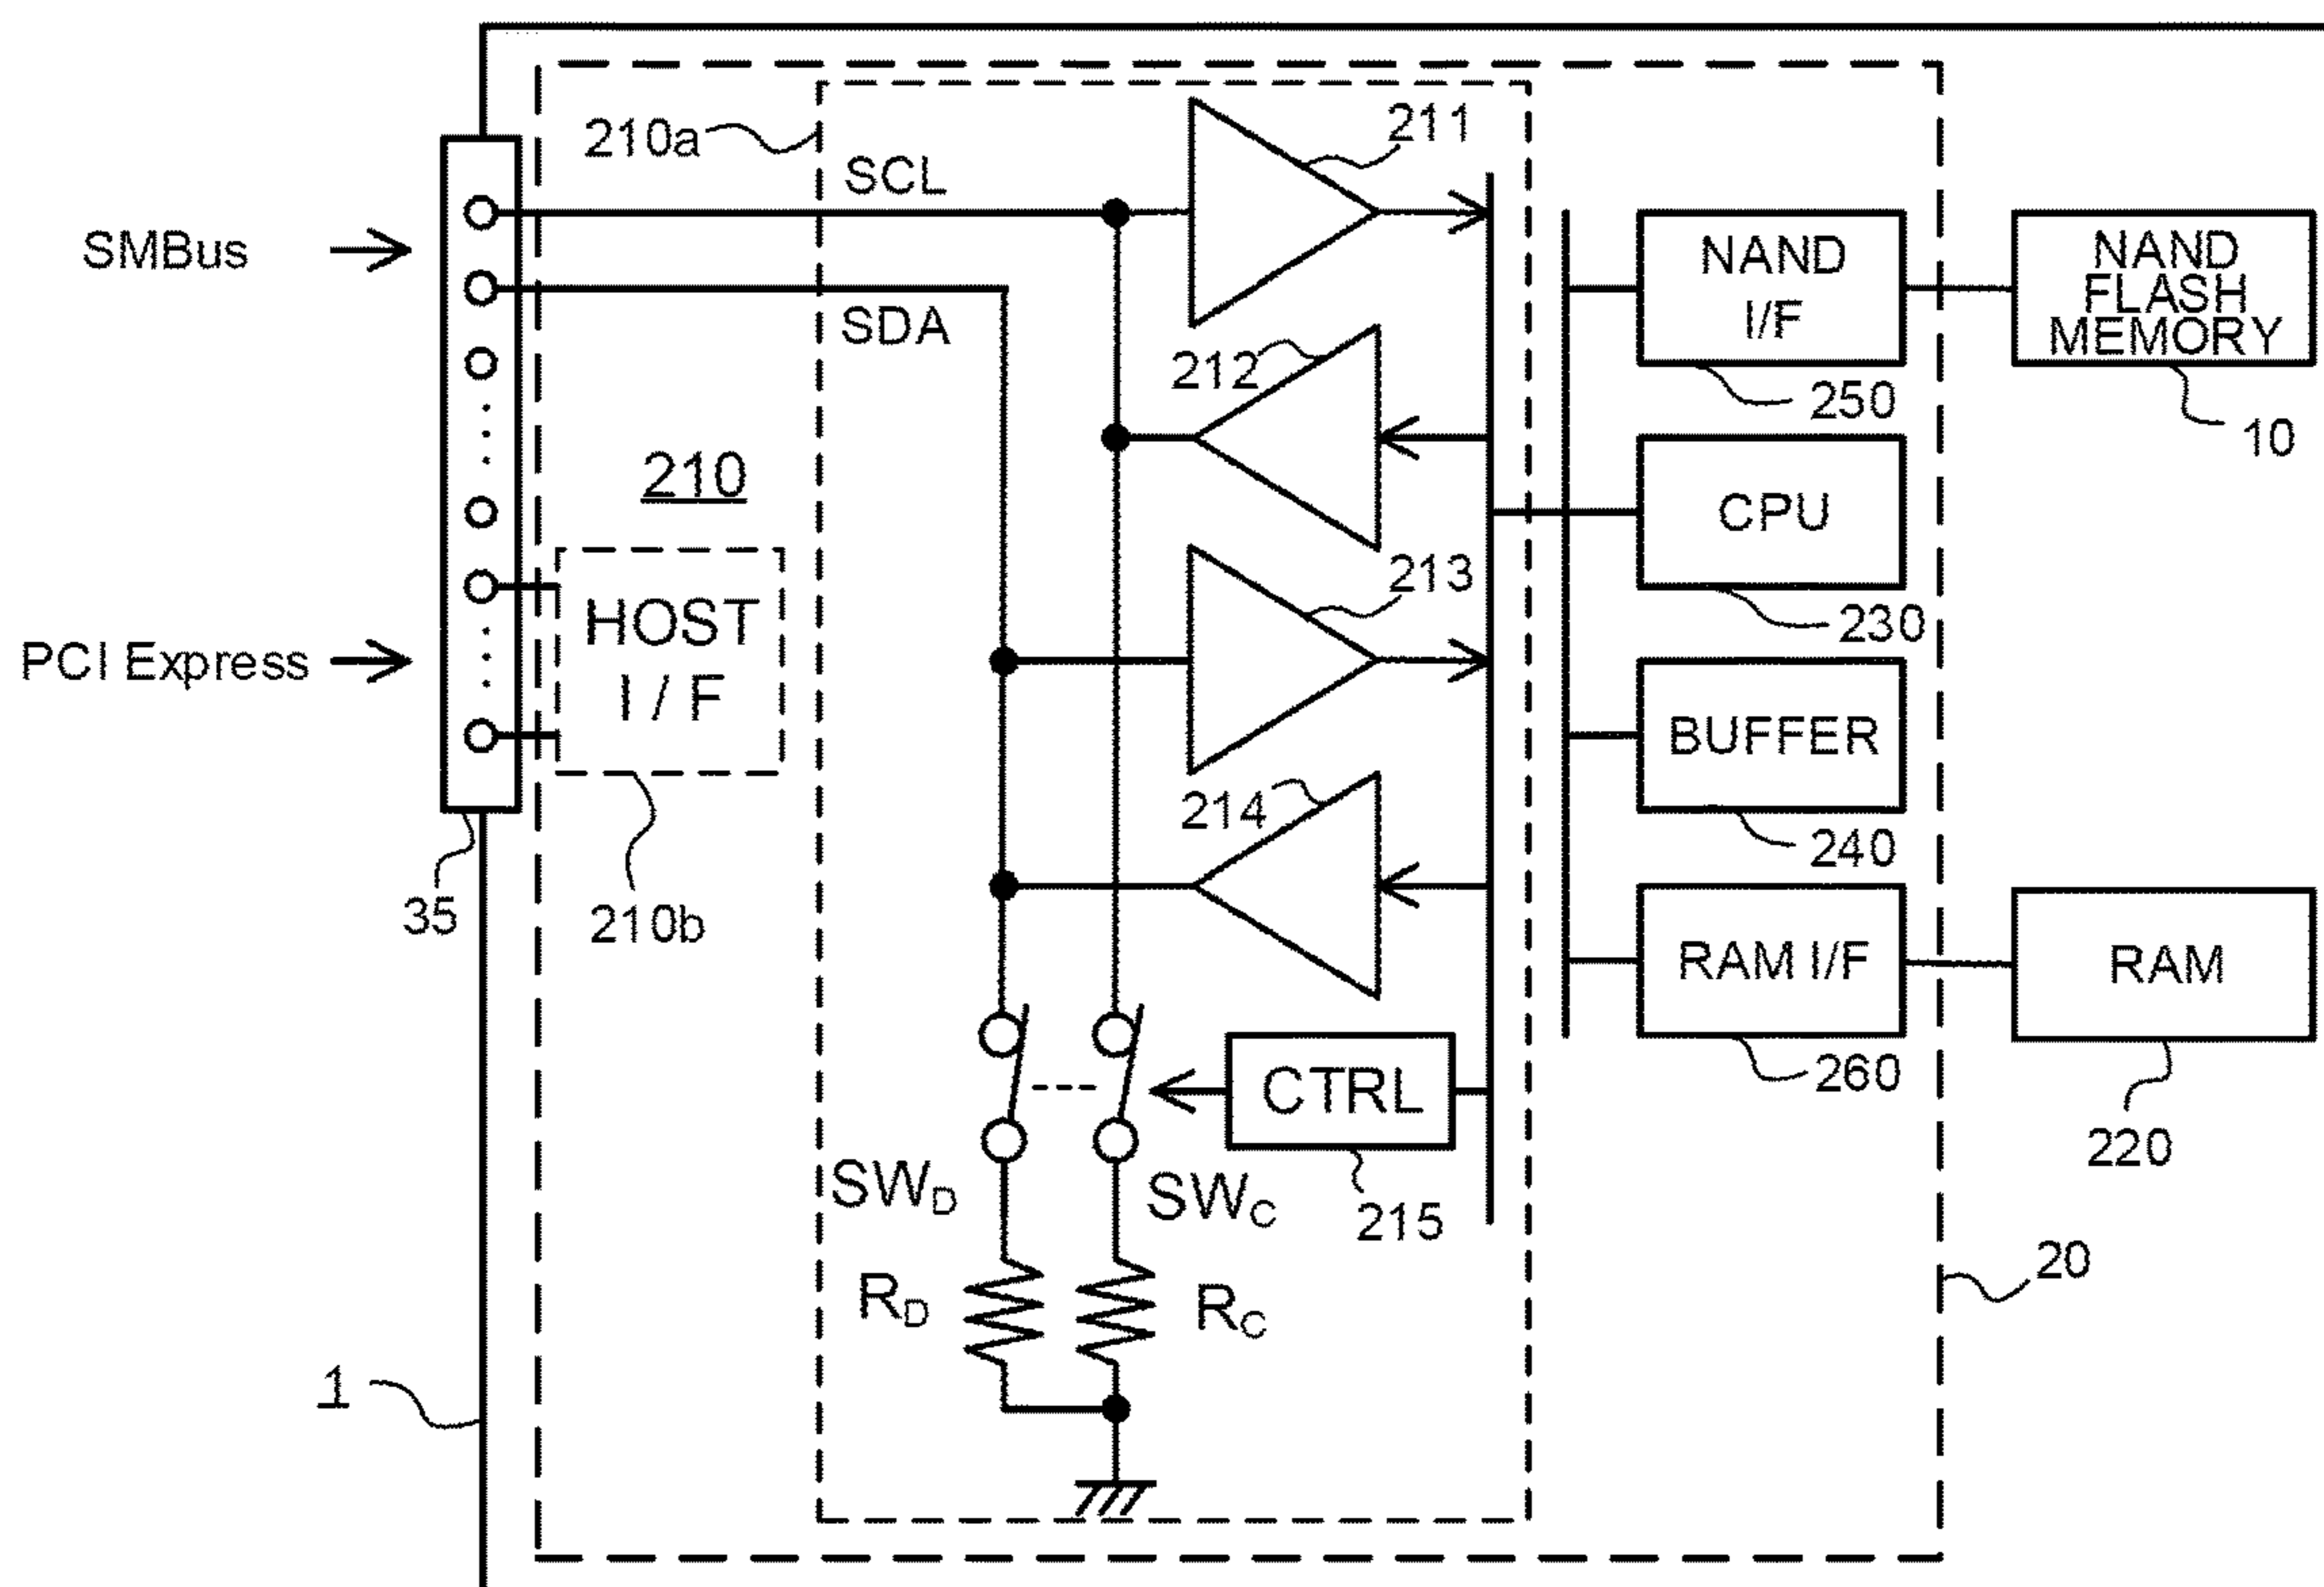 210a
211
SCL
SMBus
SDA
NAND
I/F
NAND
FLASH
MEMORY
212
250
10
210
CPU
213
230
HOST
I / F
PCI Express
BUFFER
214
240
35
210b
RAM I/F
RAM
260
CTRL
220
SWD
SWC
215
20
RD
RC
1